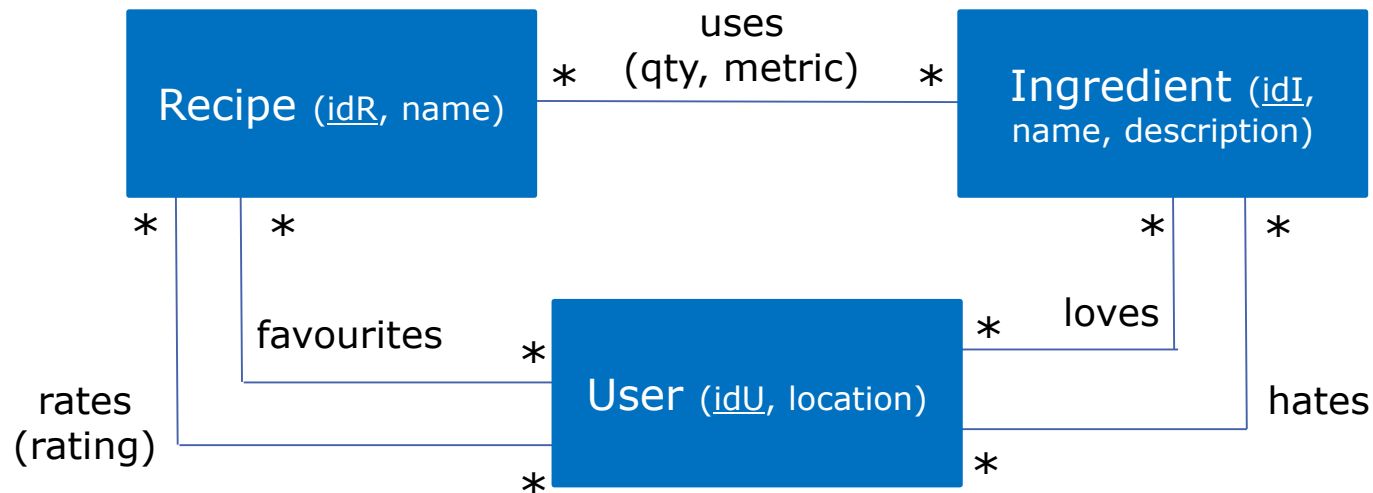 uses
(qty, metric)
* *
Recipe (idR, name)
Ingredient (idI,
name, description)
* * * *
favourites
loves
* *
rates
(rating)
User (idU, location)
hates
* *